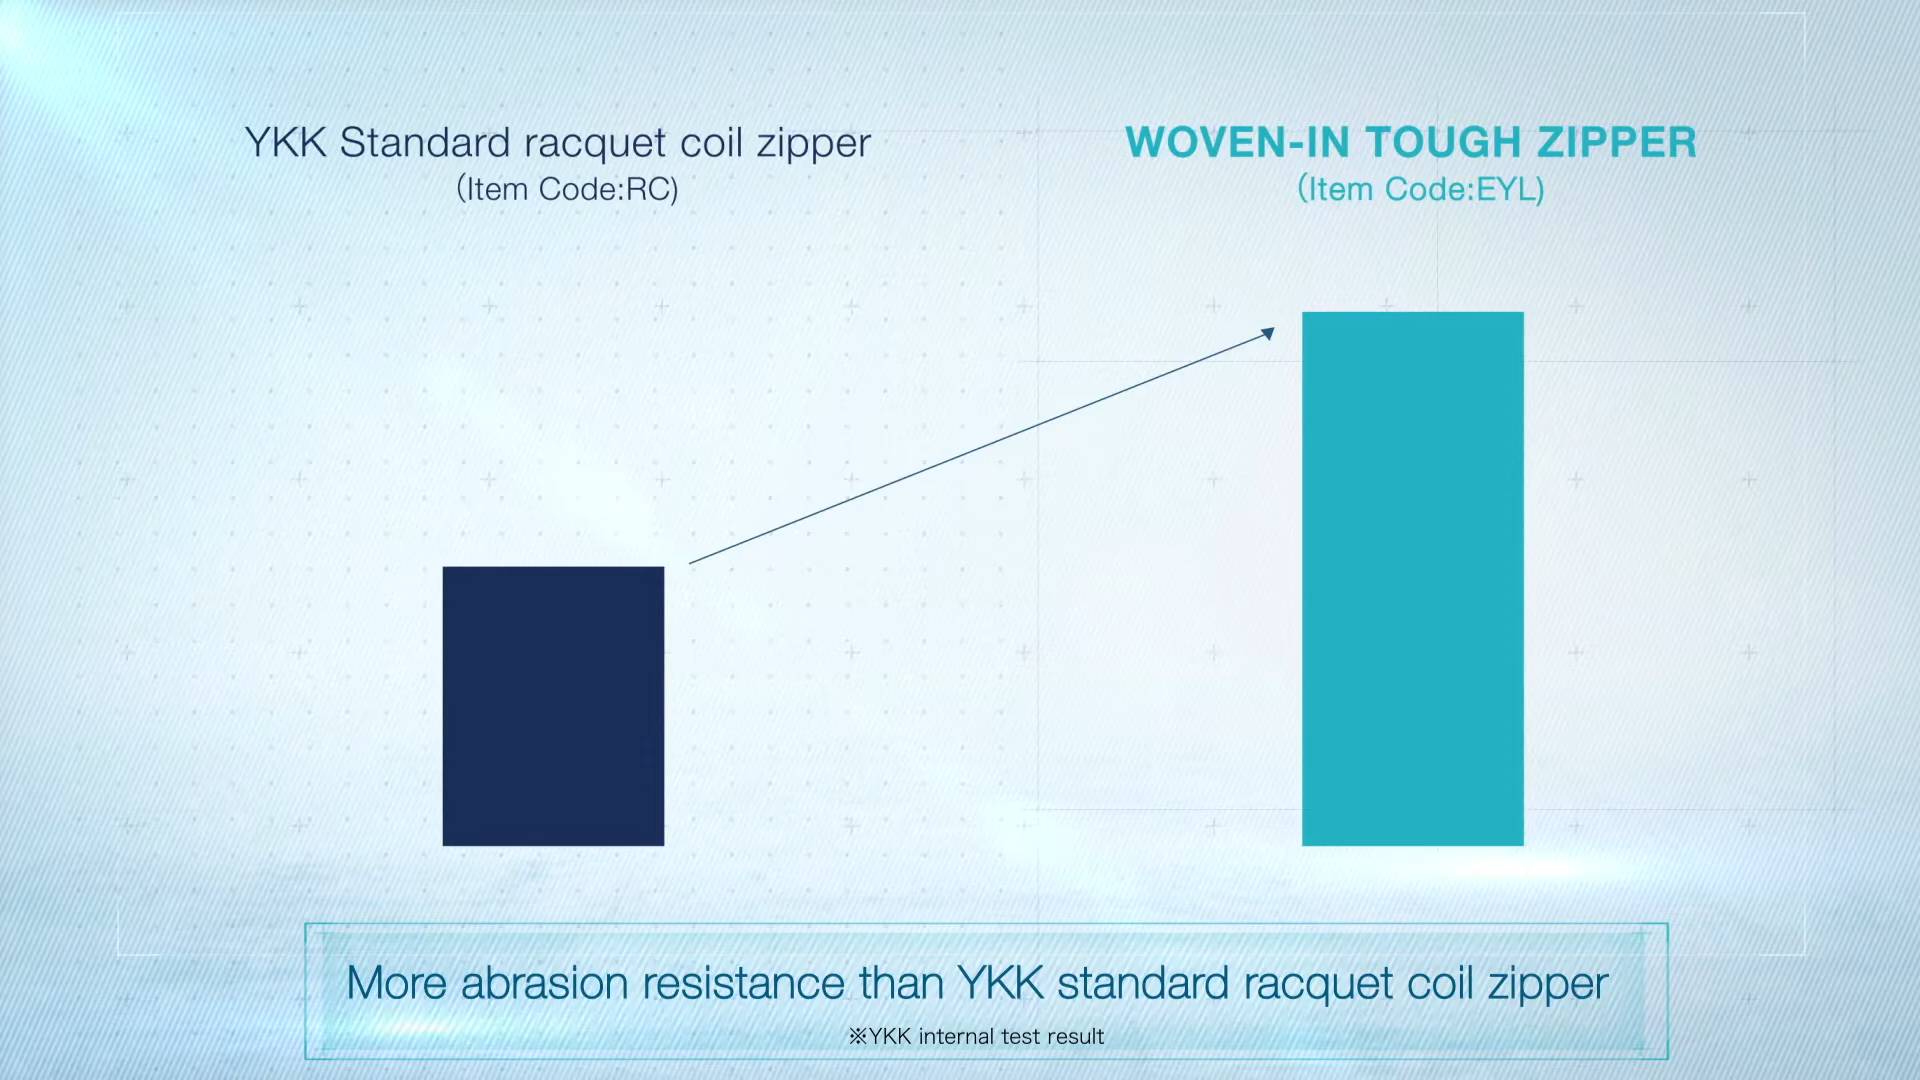 YKK Standard racquet coil zipper
(Item Code:RC)
WOVEN-IN TOUGH ZIPPER
(Item Code:EYL)
More abrasion resistance than YKK standard racquet coil zipper
※YKK internal test result